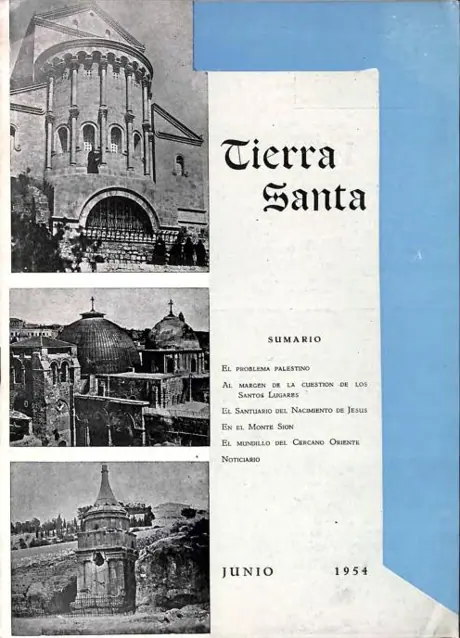 Tierra
Santa
SUMARIO
EL PROBLEMA PALESTINO
AL MARGEN DE LA CUESTION DE LOS
SANTOS LUGARES
EL SANTUARIO DEL NACIMIENTO DE JESUS
EN EL MONTE SION
EL MUNDILLO DEL CERCANO ORIENTE
NOTICIARIO
JUNIO 1954